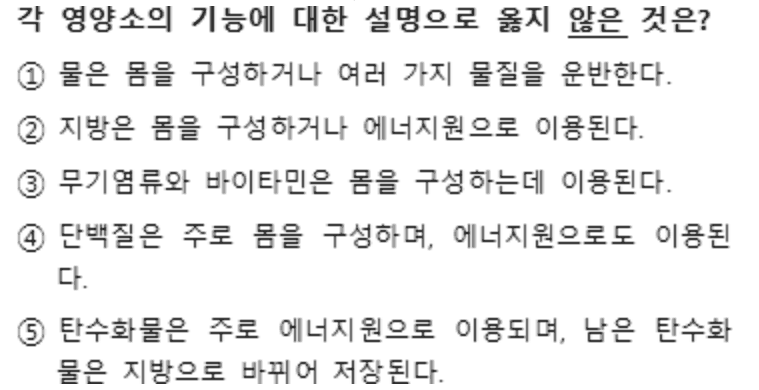 각 영양소의 기능에 대한 설명으로 옳지 않은 것은?
① 물은 몸을 구성하거나 여러 가지 물질을 운반한다.
② 지방은 몸을 구성하거나 에너지원으로 이용된다.
③ 무기염류와 바이타민은 몸을 구성하는데 이용된다.
④ 단백질은 주로 몸을 구성하며, 에너지원으로도 이용된
다.
⑤ 탄수화물은 주로 에너지원으로 이용되며, 남은 탄수화
물은 지방으로 바뀌어 저장된다.